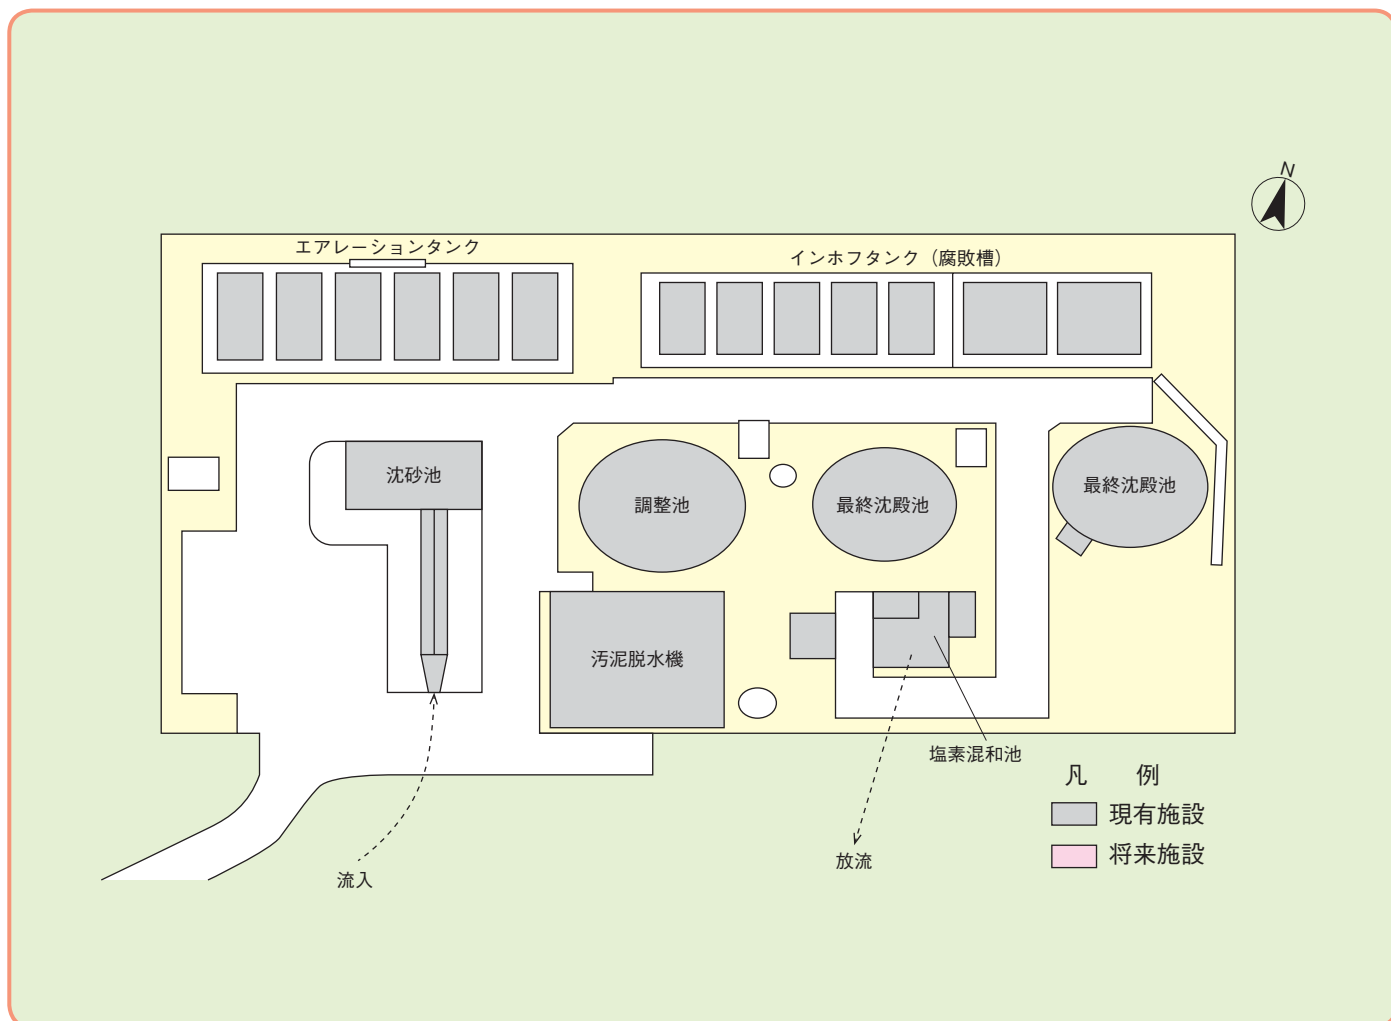 N
エアレーションタンク
インホフタンク（腐敗槽）
沈砂池
調整池
最終沈殿池
最終沈殿池
汚泥脱水機
塩素混和池
凡　例
現有施設
将来施設
放流
流入